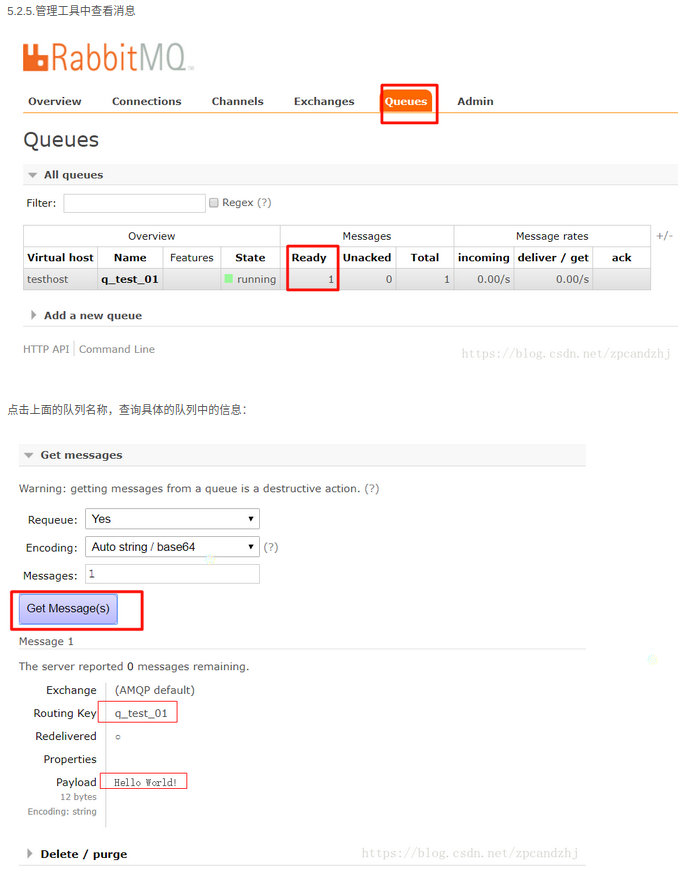 5.2.5.管理工具中查看消息
RabbitMQ™
Overview Connections Channels Exchanges Queues Admin
Queues
All queues
Filter: Regex (?)
Overview Messages Message rates +/-
Virtual host Name Features State Ready Unacked Total incoming deliver / get ack
testhost q_test_01 running 1 0 1 0.00/s 0.00/s
Add a new queue
HTTP API Command Line
https://blog.csdn.net/zpcandzhj
点击上面的队列名称，查询具体的队列中的信息：
Get messages
Warning: getting messages from a queue is a destructive action. (?)
Requeue: Yes
Encoding: Auto string / base64 (?)
Messages: 1
Get Message(s)
Message 1
The server reported 0 messages remaining.
Exchange (AMQP default)
Routing Key q_test_01
Redelivered ○
Properties
Payload Hello World!
12 bytes
Encoding: string
Delete / purge
https://blog.csdn.net/zpcandzhj